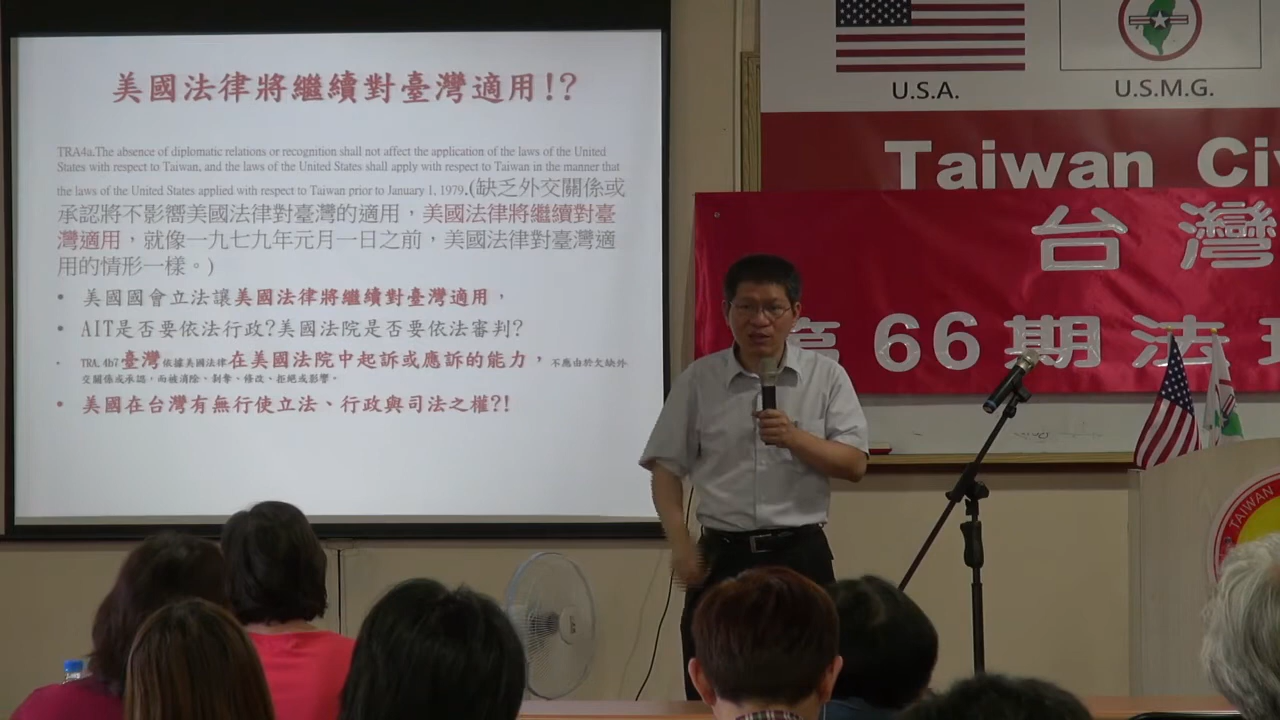 美國法律將繼續對臺灣適用!?
TRA4a.The absence of diplomatic relations or recognition shall not affect the application of the laws of the United
States with respect to Taiwan, and the laws of the United States shall apply with respect to Taiwan in the manner that
the laws of the United States applied with respect to Taiwan prior to January 1, 1979.(缺乏外交關係或
承認將不影響美國法律對臺灣的適用，美國法律將繼續對臺
灣適用，就像一九七九年元月一日之前，美國法律對臺灣適
用的情形一樣。)
• 美國國會立法讓美國法律將繼續對臺灣適用，
• AIT是否要依法行政?美國法院是否要依法審判?
• TRA. 4b7臺灣依據美國法律在美國法院中起訴或應訴的能力，不應由於欠缺外
交關係或承認，而被消除、剝奪、修改、拒絕或影響。
• 美國在台灣有無行使立法、行政與司法之權?!
U.S.A.
U.S.M.G.
Taiwan Ci
台灣
第66期法
TAIWAN